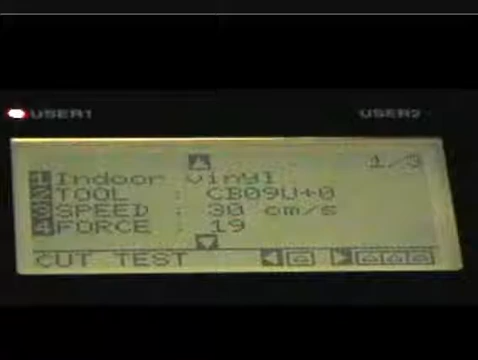 USER1 USER2
1/3
Indoor vinyl
TOOL : CB09U+0
SPEED : 30 cm/s
FORCE : 19
CUT TEST